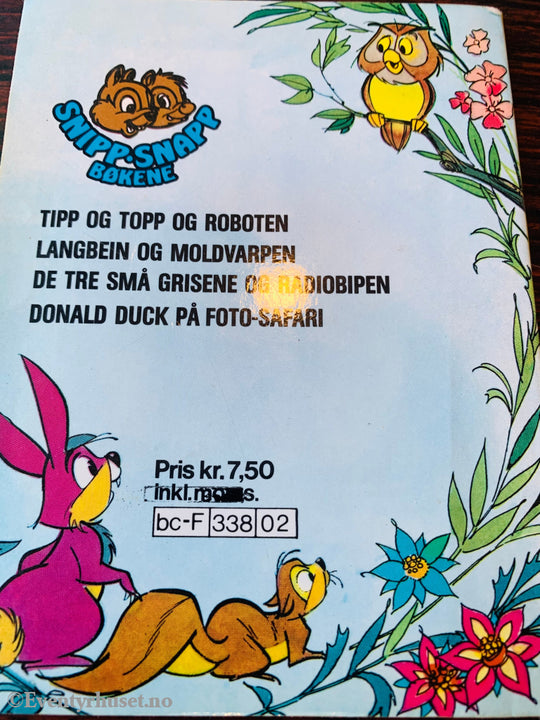 SNIPP-SNAPP
BØKENE
TIPP OG TOPP OG ROBOTEN
LANGBEIN OG MOLDVARPEN
DE TRE SMÅ GRISENE OG RADIOBIPEN
DONALD DUCK PÅ FOTO-SAFARI
Pris kr. 7,50
inkl. moms.
bc-F 338 02
©Eventyrhuset.no